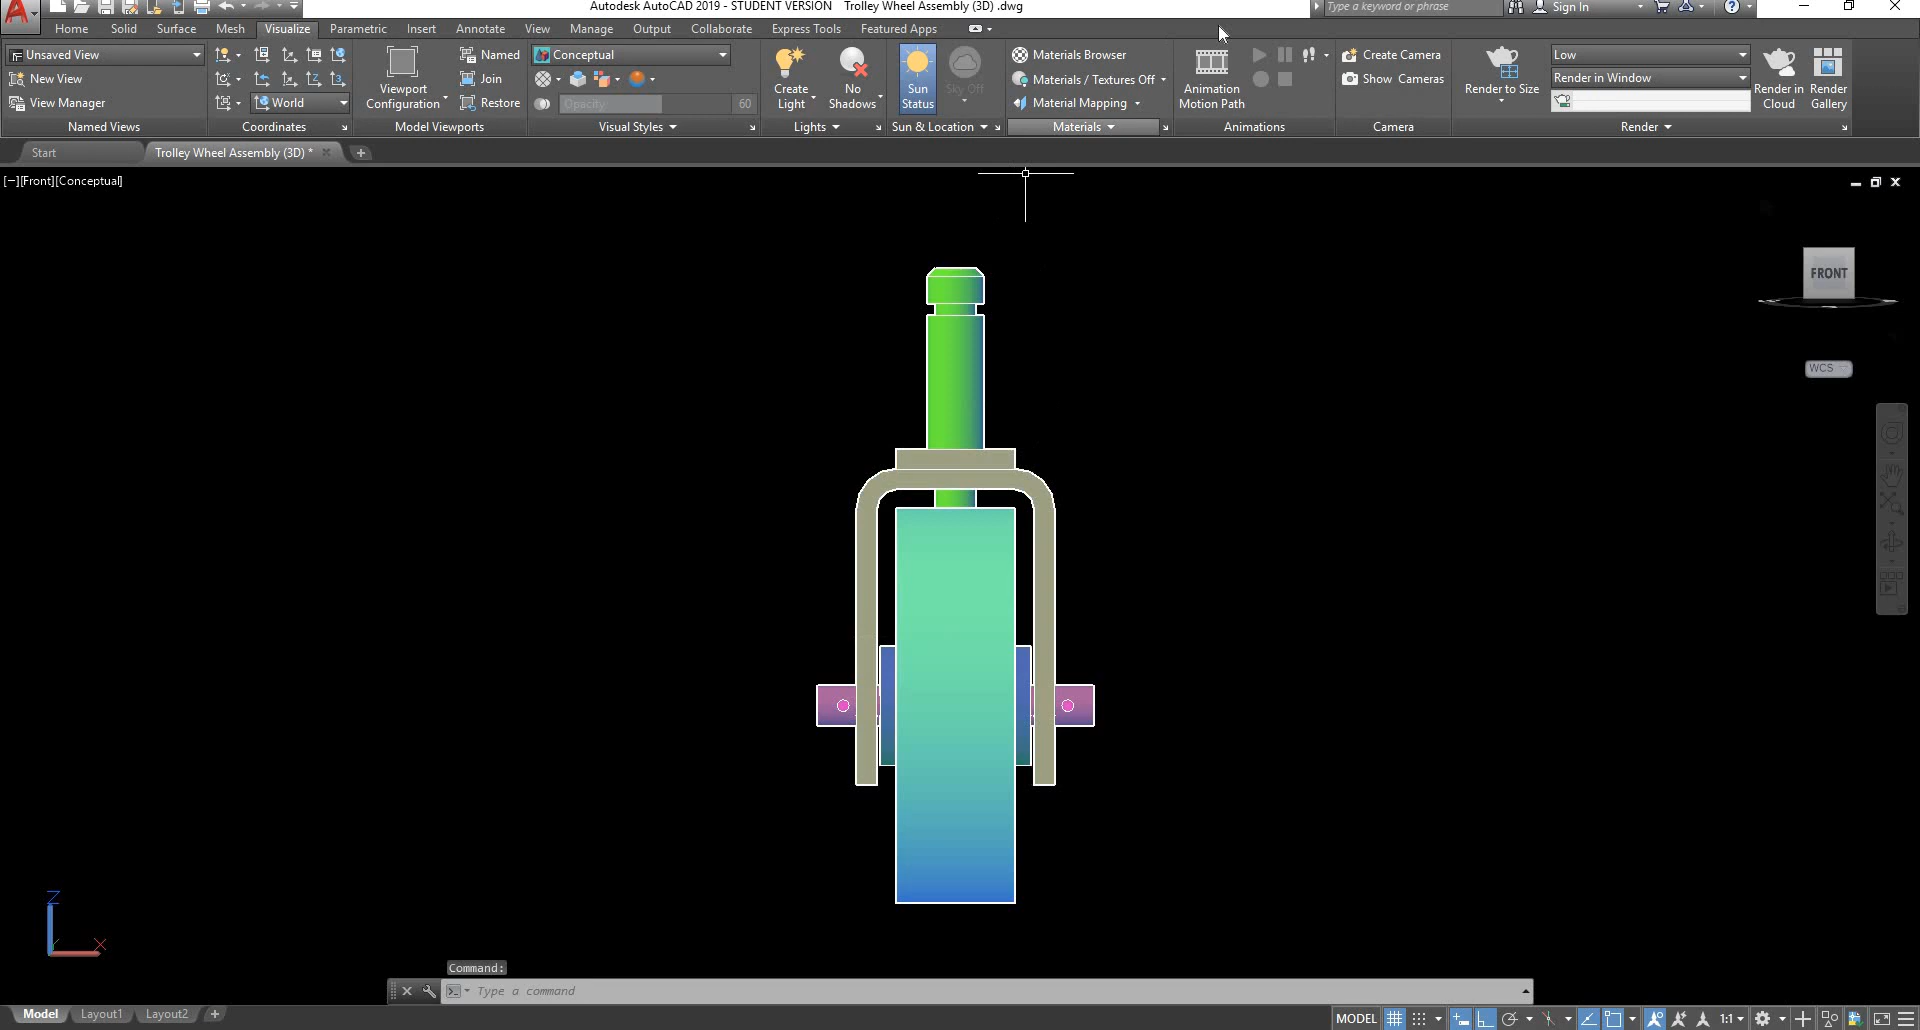 Autodesk AutoCAD 2019 - STUDENT VERSION Trolley Wheel Assembly (3D) .dwg
Type a keyword or phrase
Sign In
Home Solid Surface Mesh Visualize Parametric Insert Annotate View Manage Output Collaborate Express Tools Featured Apps
Unsaved View
New View
View Manager
Named Views
World
Coordinates
Viewport
Configuration
Named
Join
Restore
Model Viewports
Conceptual
Opacity 60
Visual Styles
Create
Light
No
Shadows
Lights
Sun
Status
Sky Off
Sun & Location
Materials Browser
Materials / Textures Off
Material Mapping
Materials
Animation
Motion Path
Animations
Create Camera
Show Cameras
Camera
Render to Size
Low
Render in Window
Render in
Cloud
Render
Gallery
Render
Start
Trolley Wheel Assembly (3D) *
[−][Front][Conceptual]
FRONT
WCS
Z
X
Y
Command:
Type a command
Model Layout1 Layout2
MODEL
1:1